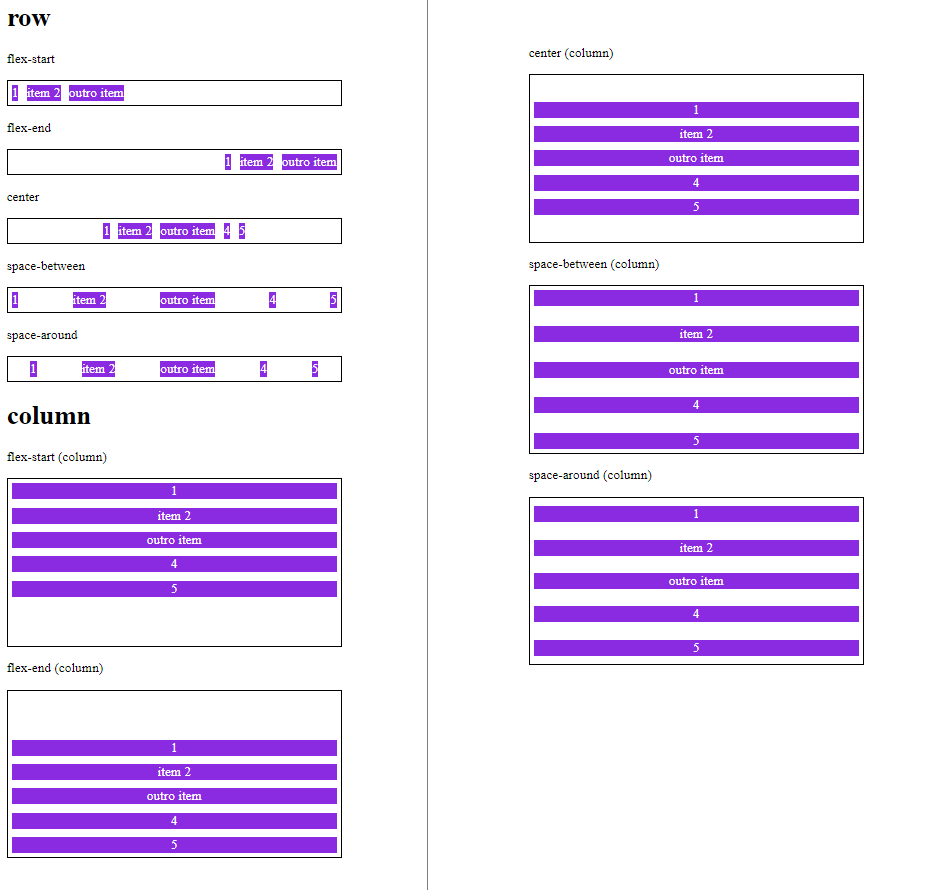 row
flex-start
1 item 2 outro item
flex-end
1 item 2 outro item
center
1 item 2 outro item 4 5
space-between
1 item 2 outro item 4 5
space-around
1 item 2 outro item 4 5
column
flex-start (column)
1
item 2
outro item
4
5
flex-end (column)
1
item 2
outro item
4
5
center (column)
1
item 2
outro item
4
5
space-between (column)
1
item 2
outro item
4
5
space-around (column)
1
item 2
outro item
4
5